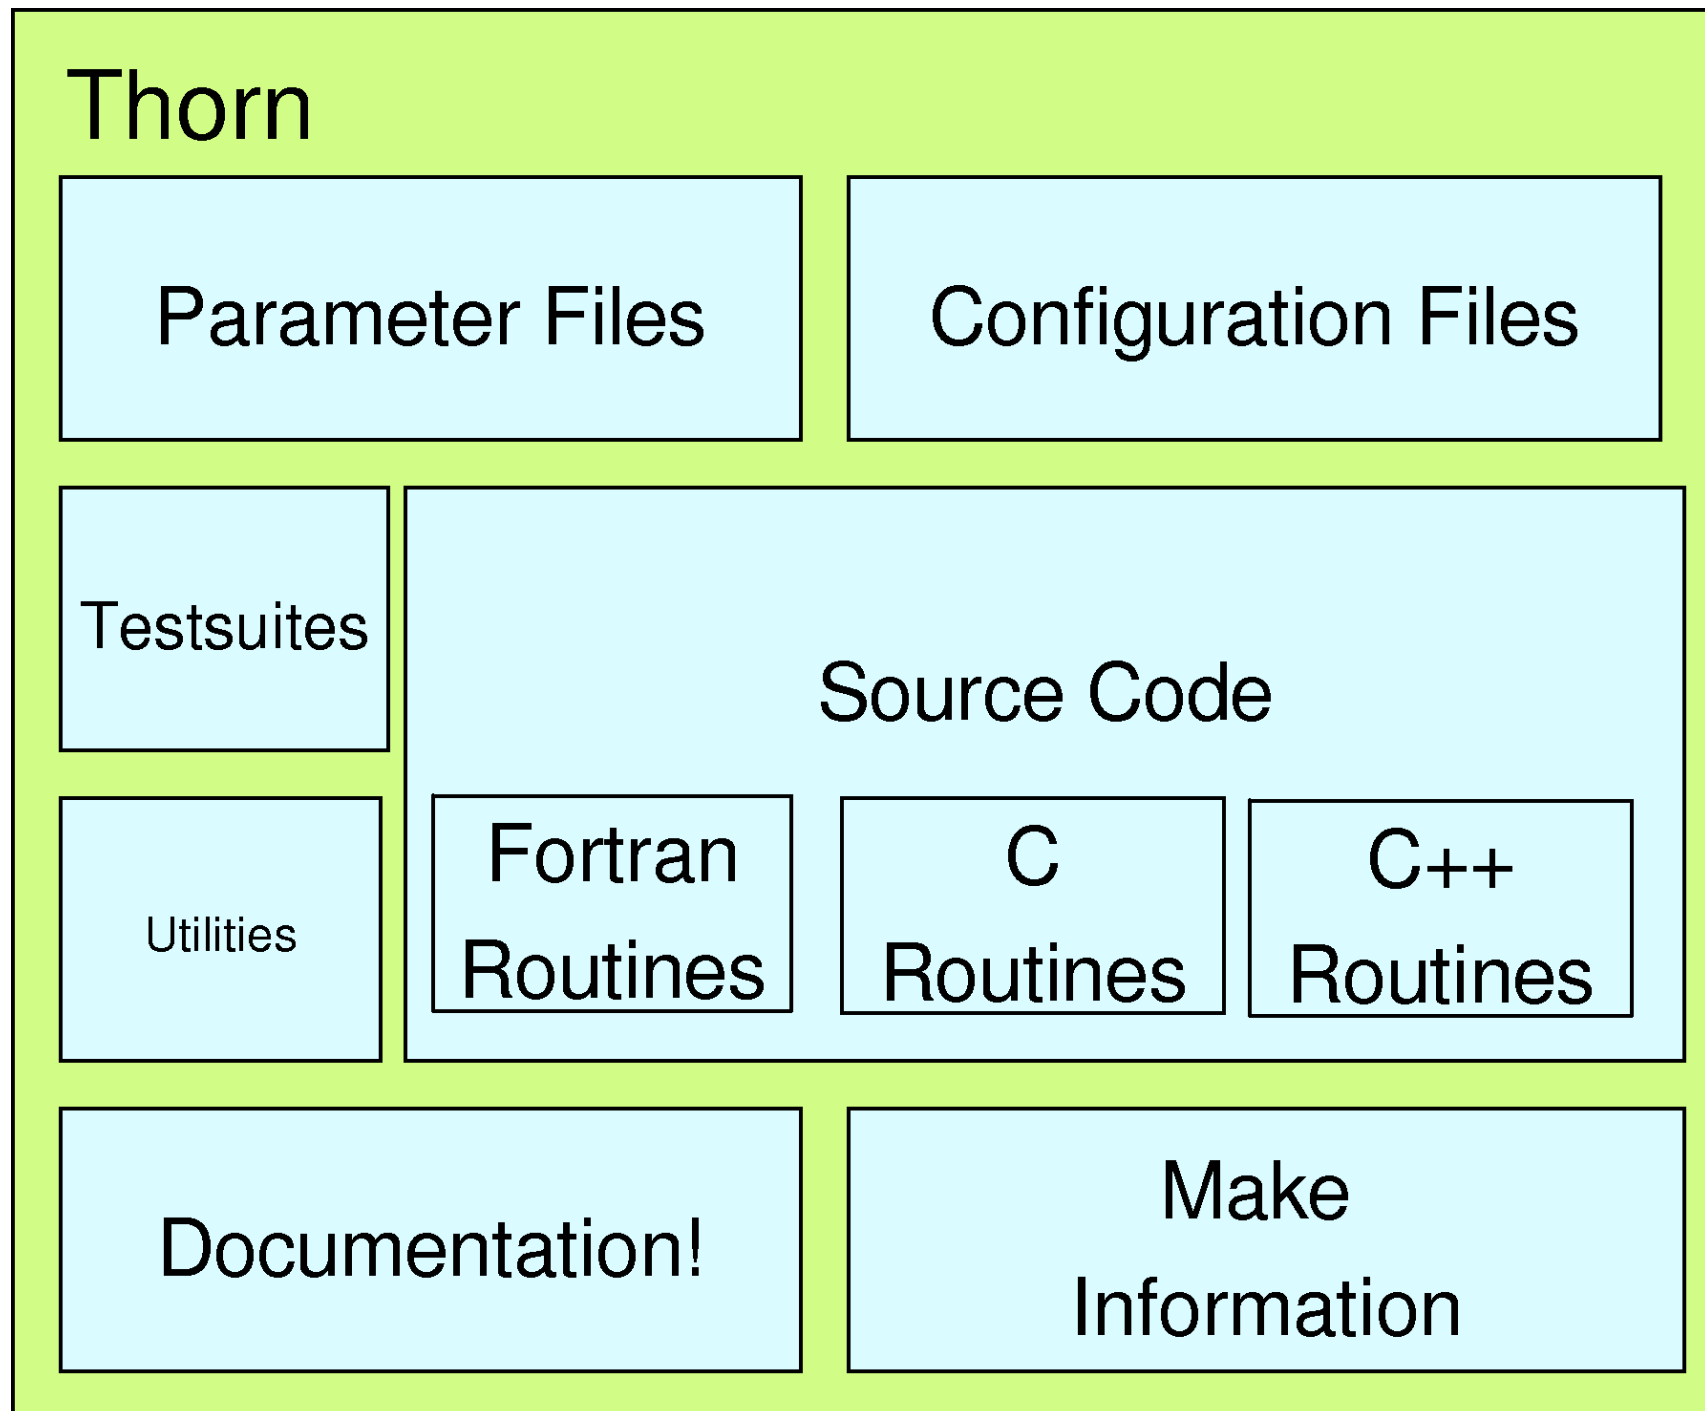 Thorn
Parameter Files
Configuration Files
Testsuites
Source Code
Fortran
Routines
C
Routines
C++
Routines
Utilities
Documentation!
Make
Information